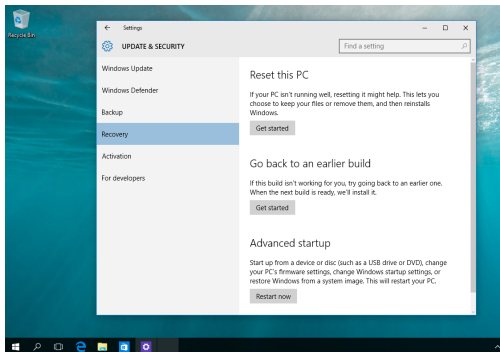 Recycle Bin
Settings
UPDATE & SECURITY
Find a setting
Windows Update
Windows Defender
Backup
Recovery
Activation
For developers
Reset this PC
If your PC isn't running well, resetting it might help. This lets you
choose to keep your files or remove them, and then reinstalls
Windows.
Get started
Go back to an earlier build
If this build isn't working for you, try going back to an earlier one.
When the next build is ready, we'll install it.
Get started
Advanced startup
Start up from a device or disc (such as a USB drive or DVD), change
your PC's firmware settings, change Windows startup settings, or
restore Windows from a system image. This will restart your PC.
Restart now